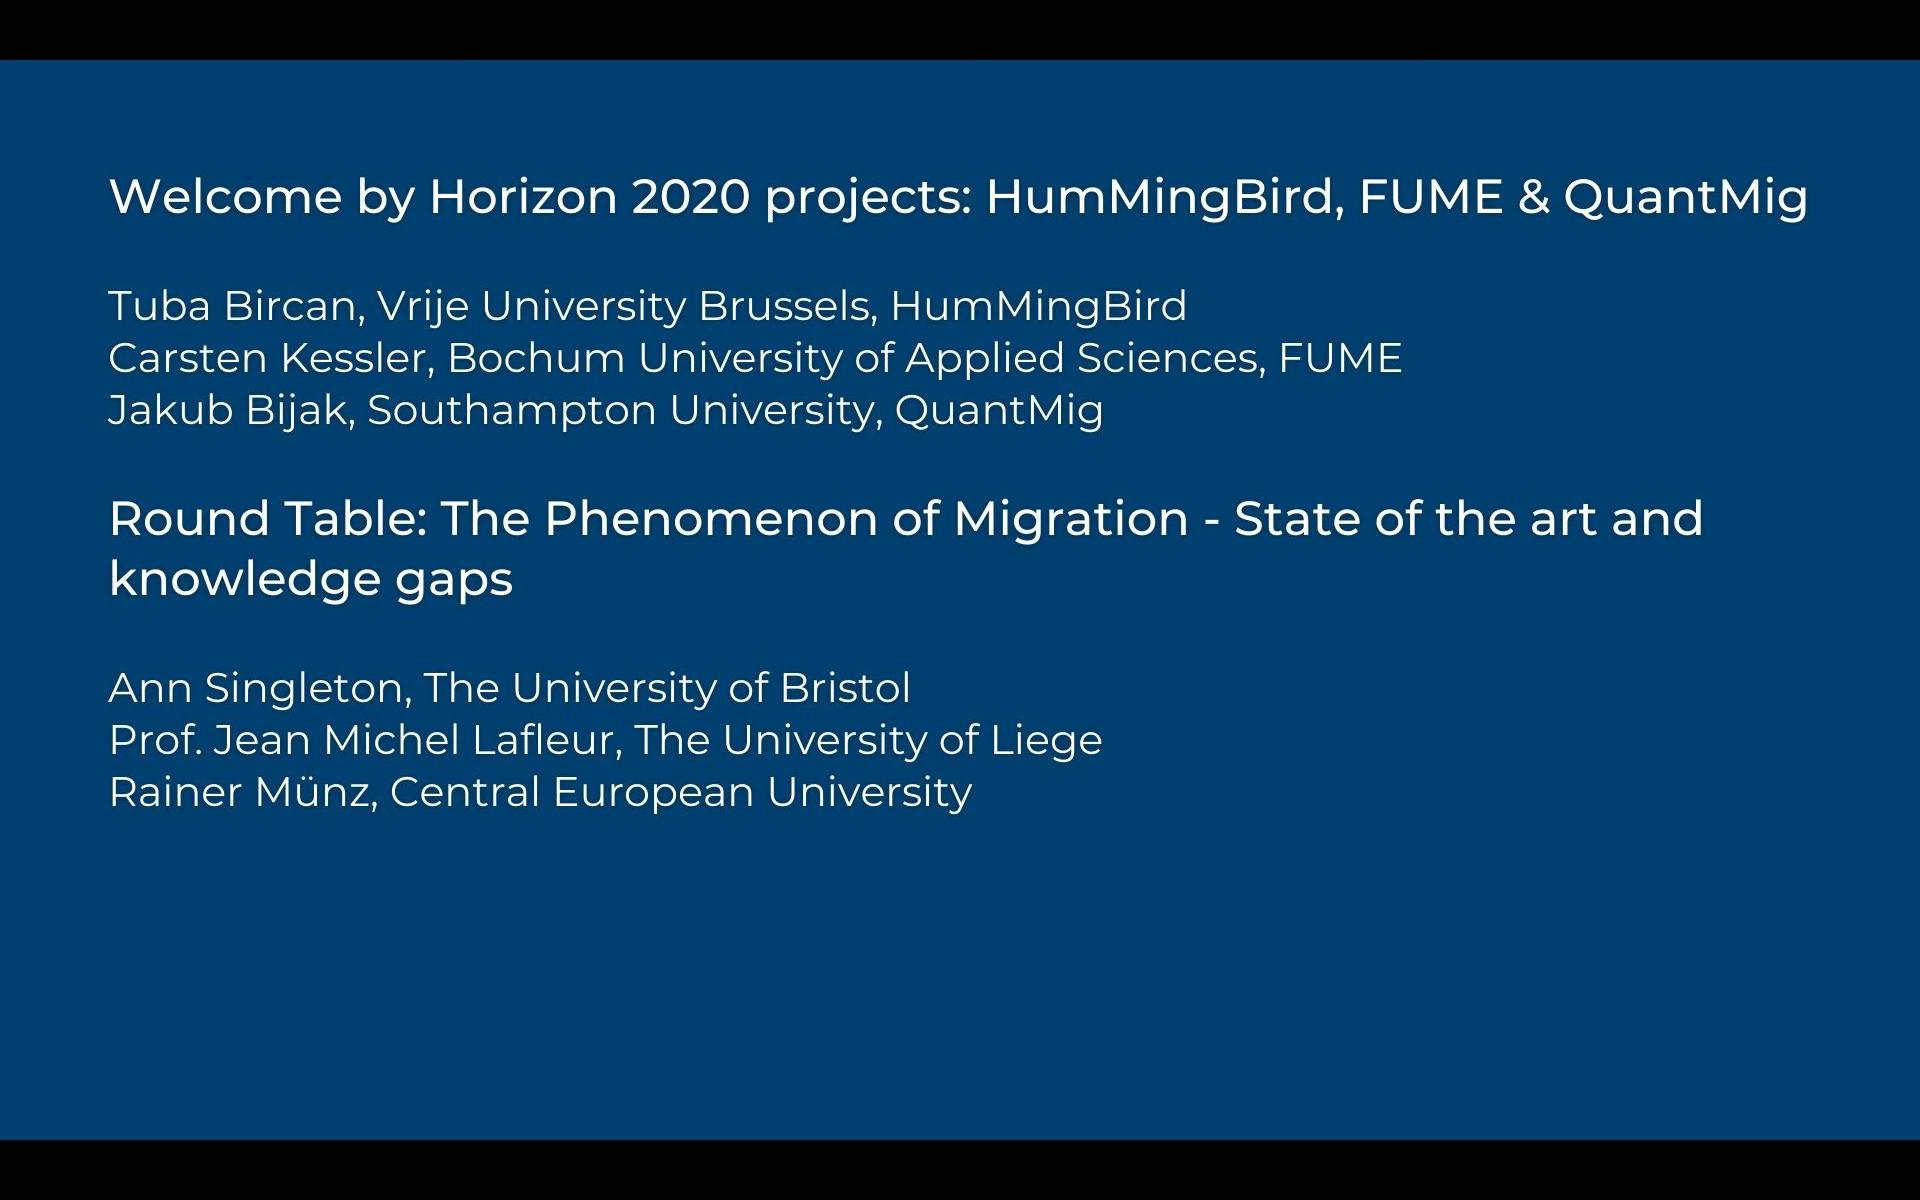 Welcome by Horizon 2020 projects: HumMingBird, FUME & QuantMig
Tuba Bircan, Vrije University Brussels, HumMingBird
Carsten Kessler, Bochum University of Applied Sciences, FUME
Jakub Bijak, Southampton University, QuantMig
Round Table: The Phenomenon of Migration - State of the art and
knowledge gaps
Ann Singleton, The University of Bristol
Prof. Jean Michel Lafleur, The University of Liege
Rainer Münz, Central European University